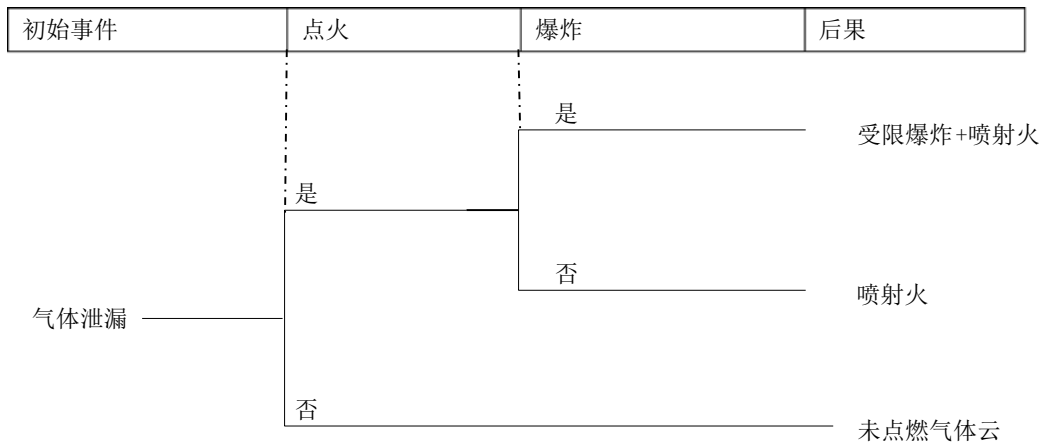 初始事件 点火 爆炸 后果
是
受限爆炸+喷射火
是
否
喷射火
气体泄漏
否
未点燃气体云